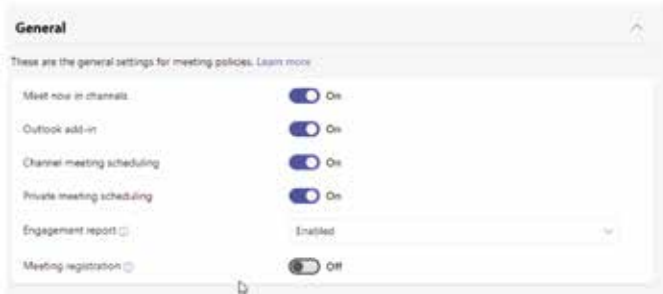 General
These are the general settings for meeting policies. Learn more
Meet now in channels On
Outlook add-in On
Channel meeting scheduling On
Private meeting scheduling On
Engagement report Enabled
Meeting registration Off